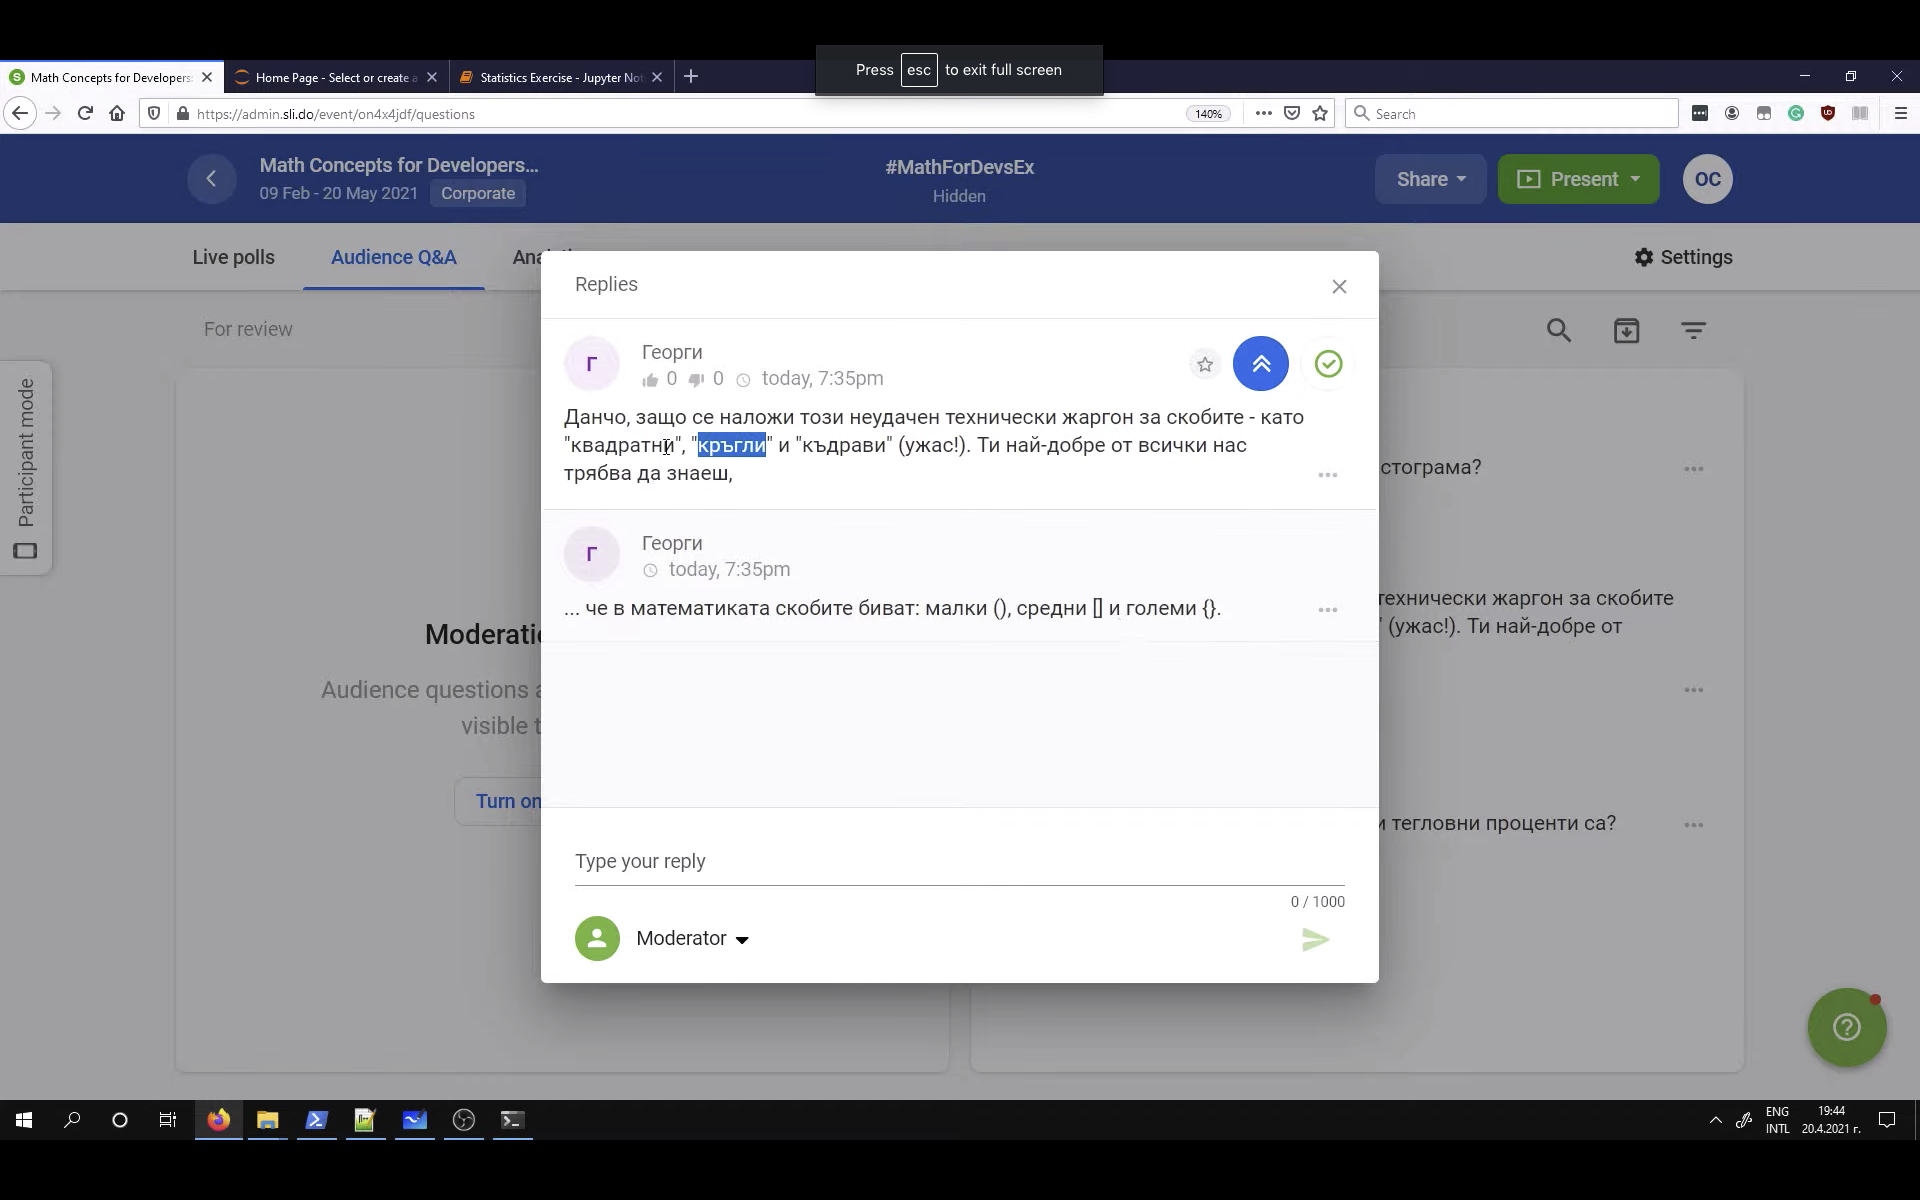 Press esc to exit full screen
Math Concepts for Developers:
Home Page - Select or create a
Statistics Exercise - Jupyter Not
https://admin.sli.do/event/on4x4jdf/questions
140%
Search
Math Concepts for Developers...
09 Feb - 20 May 2021 Corporate
#MathForDevsEx
Hidden
Share
Present
OC
Live polls
Audience Q&A
Settings
For review
Participant mode
Replies
Г
Георги
0 0 today, 7:35pm
Данчо, защо се наложи този неудачен технически жаргон за скобите - като
"квадратни", "кръгли" и "къдрави" (ужас!). Ти най-добре от всички нас
трябва да знаеш,
Г
Георги
today, 7:35pm
... че в математиката скобите биват: малки (), средни [] и големи {}.
Type your reply
0 / 1000
Moderator
Moderati
Audience questions a
visible t
Turn on
стограма?
технически жаргон за скобите
" (ужас!). Ти най-добре от
и тегловни проценти са?
ENG
INTL
19:44
20.4.2021 г.